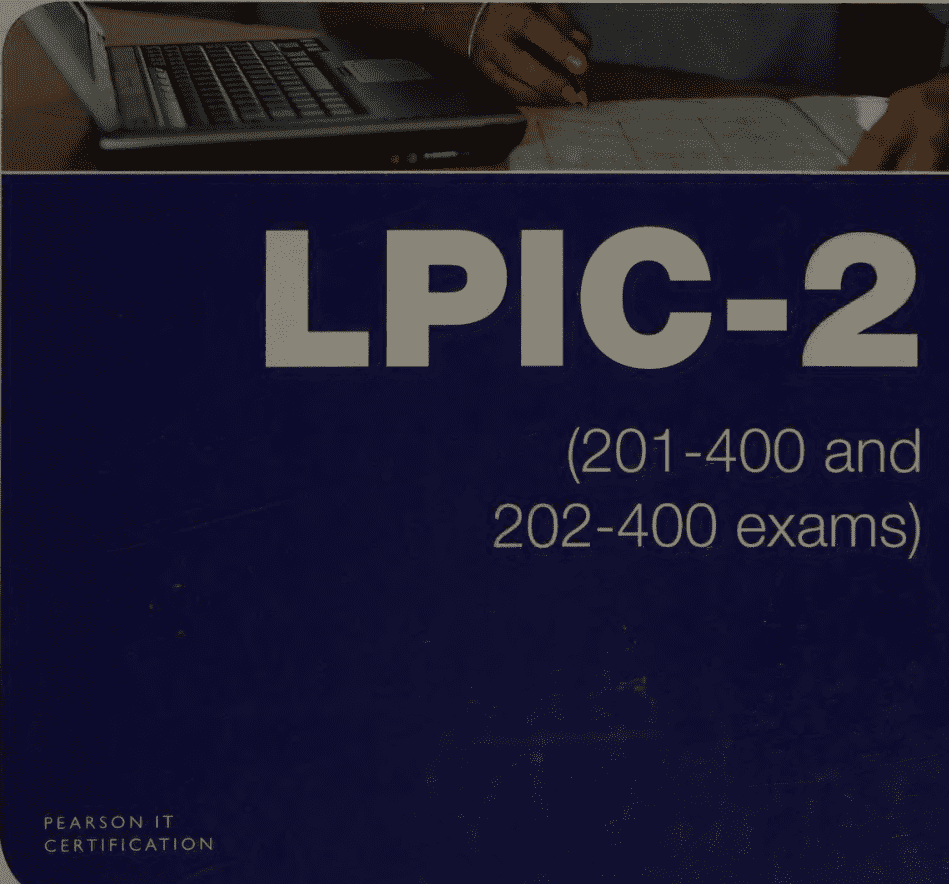 LPIC-2
(201-400 and
202-400 exams)
PEARSON IT
CERTIFICATION